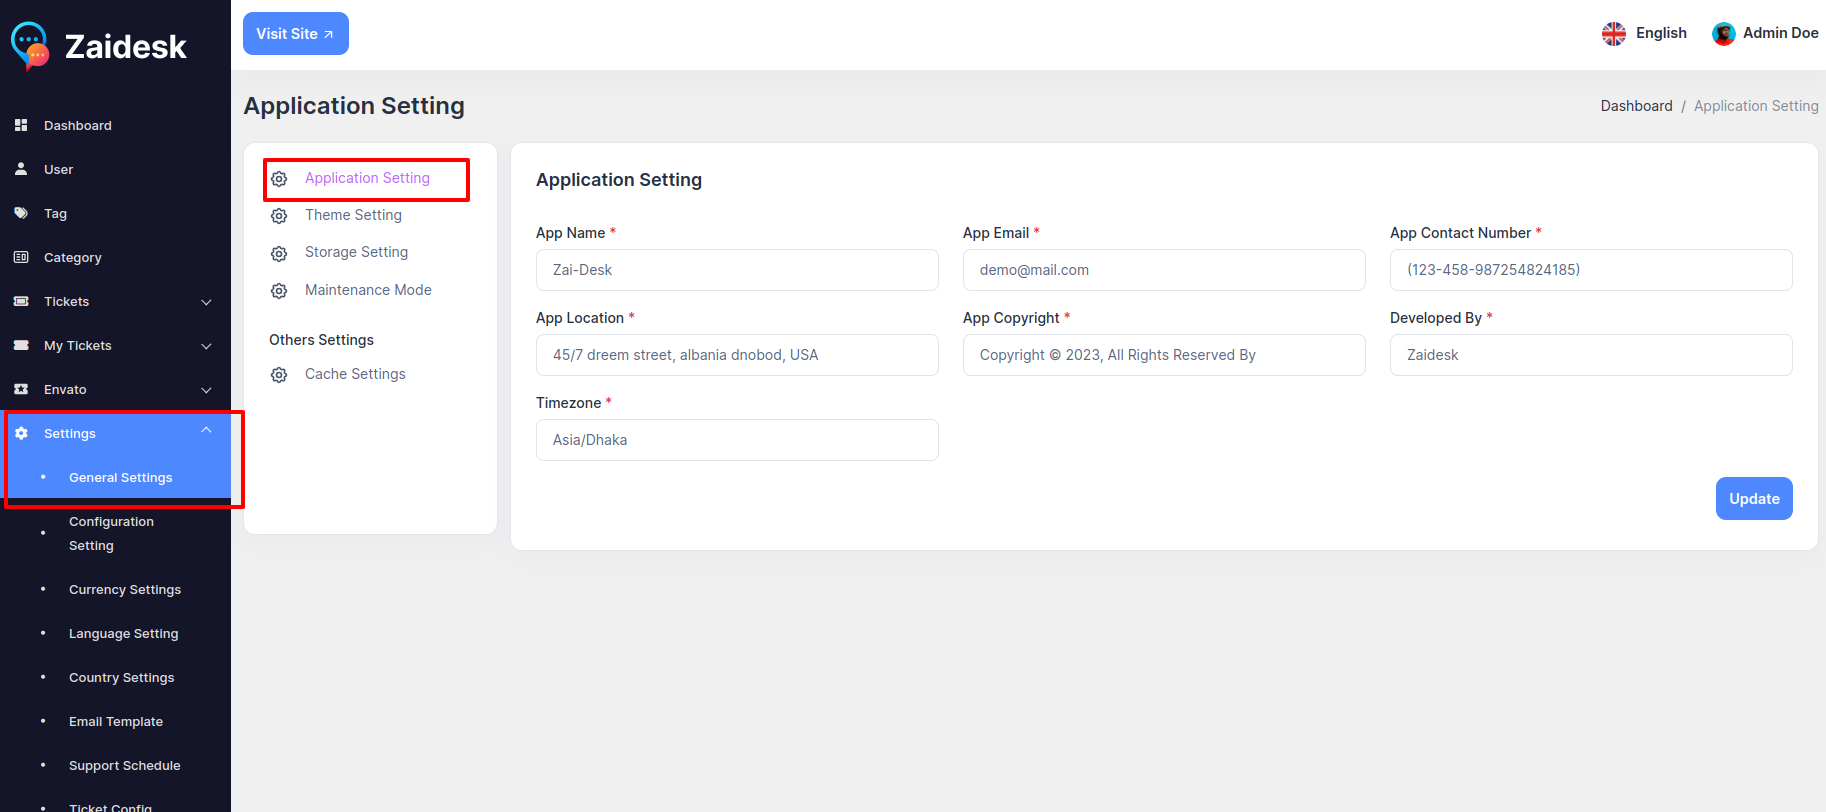 Zaidesk
Visit Site
English
Admin Doe
Application Setting
Dashboard / Application Setting
Dashboard
User
Tag
Category
Tickets
My Tickets
Envato
Settings
• General Settings
• Configuration
Setting
• Currency Settings
• Language Setting
• Country Settings
• Email Template
• Support Schedule
• Ticket Config
Application Setting
Theme Setting
Storage Setting
Maintenance Mode
Others Settings
Cache Settings
Application Setting
App Name *
Zai-Desk
App Email *
demo@mail.com
App Contact Number *
(123-458-987254824185)
App Location *
45/7 dreem street, albania dnobod, USA
App Copyright *
Copyright © 2023, All Rights Reserved By
Developed By *
Zaidesk
Timezone *
Asia/Dhaka
Update